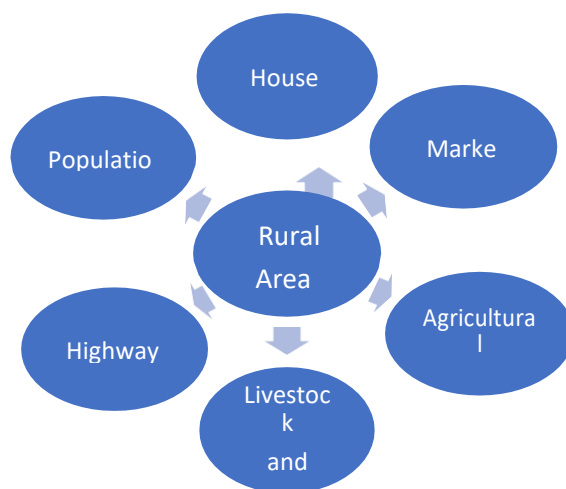 House
Populatio
Marke
Rural
Area
Highway
Agricultura
l
Livestoc
k
and